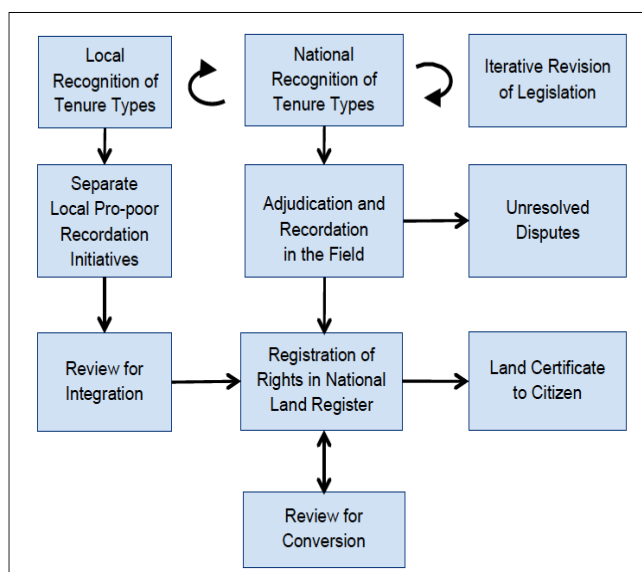 Local
Recognition of
Tenure Types
National
Recognition of
Tenure Types
Iterative Revision
of Legislation
Separate
Local Pro-poor
Recordation
Initiatives
Adjudication and
Recordation
in the Field
Unresolved
Disputes
Review for
Integration
Registration of
Rights in National
Land Register
Land Certificate
to Citizen
Review for
Conversion